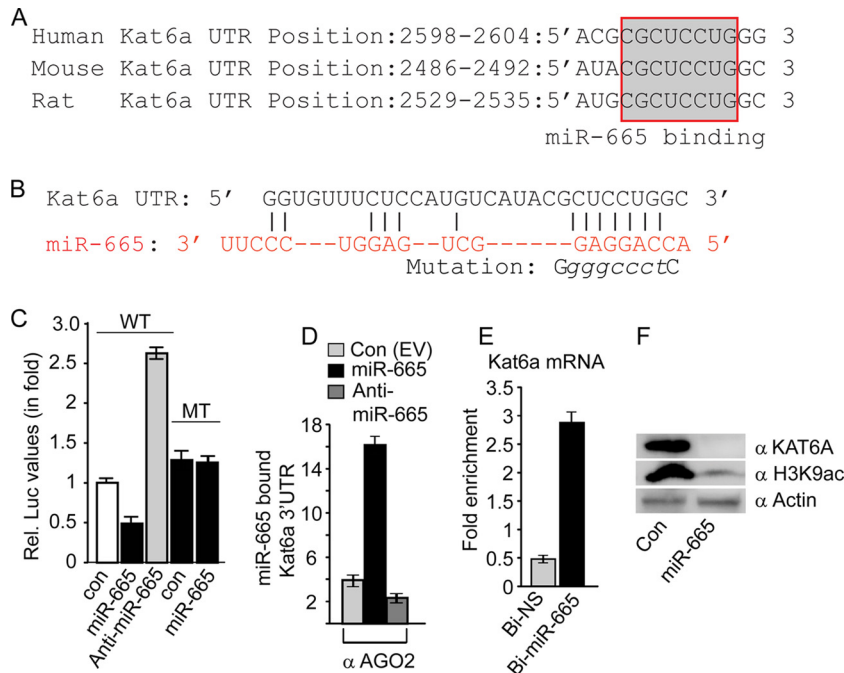 A
Human Kat6a UTR Position:2598-2604:5’ACGCGCUCCUGGG 3
Mouse Kat6a UTR Position:2486-2492:5’AUACGCUCCUGGC 3
Rat Kat6a UTR Position:2529-2535:5’AUGCGCUCCUGGC 3
miR-665 binding
B
Kat6a UTR: 5’ GGUGUUUCUCCAUGUCAUACGCUCCUGGC 3’
miR-665: 3’ UUCCC---UGGAG--UCG------GAGGACCA 5’
Mutation: GgggccctC
C
Rel. Luc values (in fold)
3.0
2.5
2.0
1.5
1.0
0.5
0
WT
MT
con
miR-665
Anti-miR-665
con
miR-665
D
Con (EV)
miR-665
Anti-
miR-665
miR-665 bound
Kat6a 3’UTR
18
16
12
8
4
2
α AGO2
E
Kat6a mRNA
Fold enrichment
3.5
3
2.5
2
1.5
1
0.5
0
Bi-NS
Bi-miR-665
F
α KAT6A
α H3K9ac
α Actin
Con
miR-665